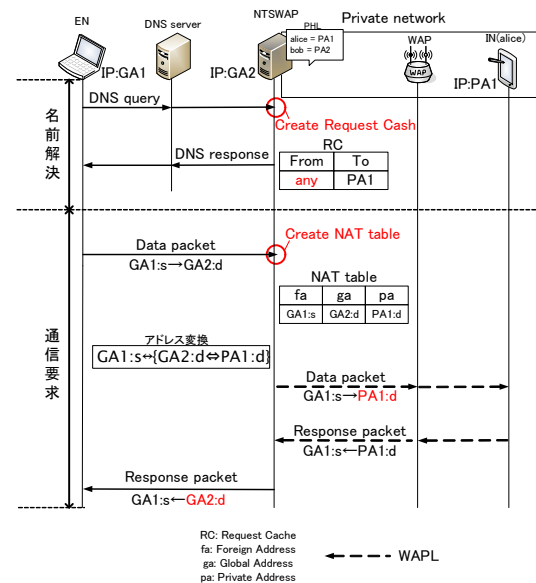 EN
DNS server
NTSWAP
Private network
PHL
alice = PA1
bob = PA2
WAP
IN(alice)
WAP
IP:GA1
IP:GA2
IP:PA1
名前解決
DNS query
Create Request Cash
DNS response
RC
From To
any PA1
通信要求
Data packet
GA1:s→GA2:d
Create NAT table
NAT table
fa ga pa
GA1:s GA2:d PA1:d
アドレス変換
GA1:s↔{GA2:d⇔PA1:d}
Data packet
GA1:s→PA1:d
Response packet
GA1:s←PA1:d
Response packet
GA1:s←GA2:d
RC: Request Cache
fa: Foreign Address
ga: Global Address
pa: Private Address
WAPL